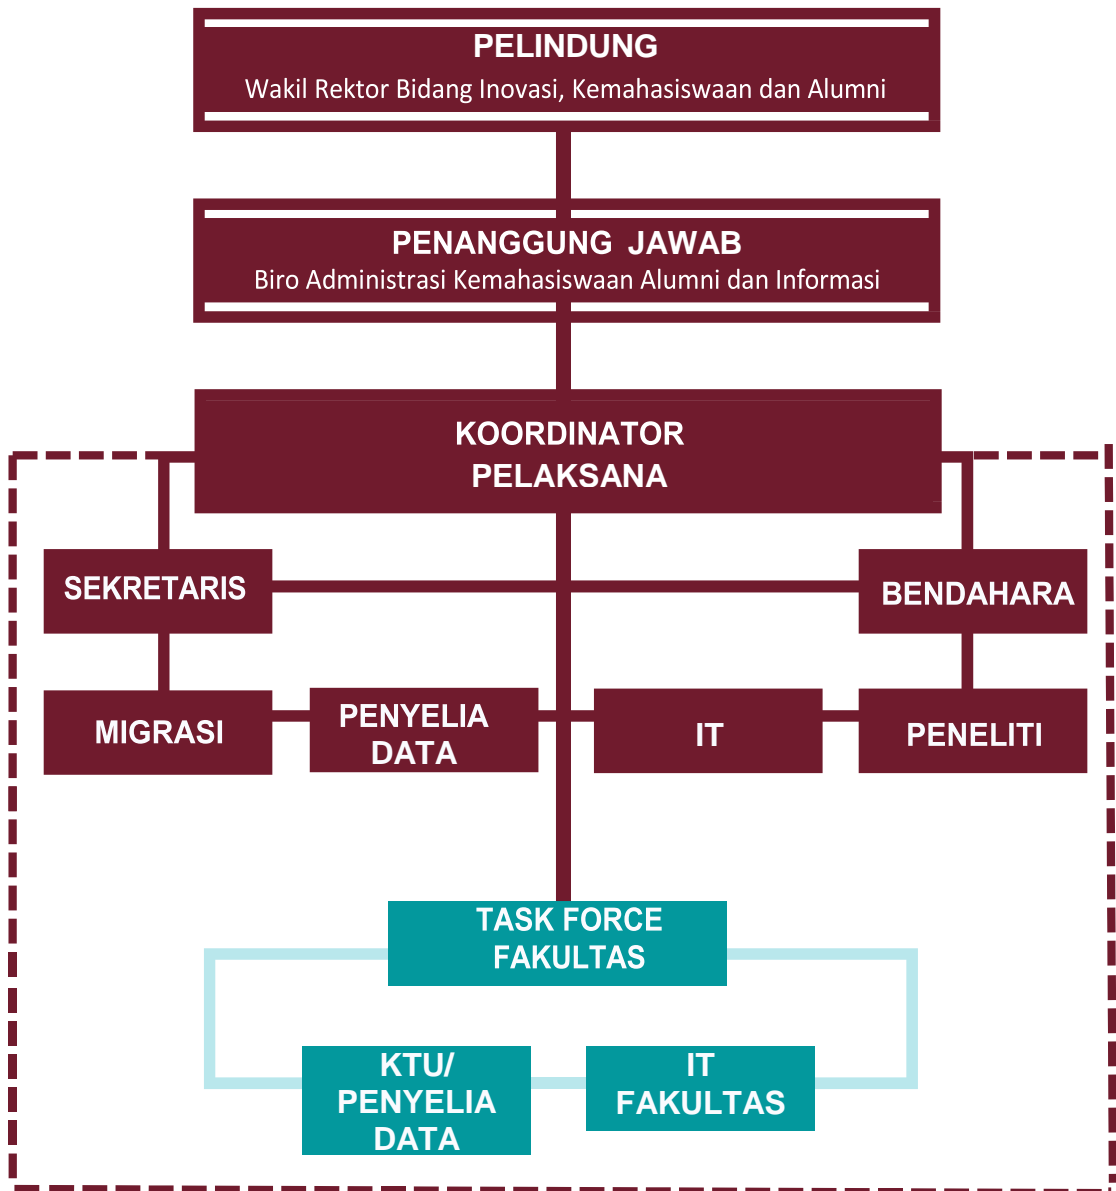 PELINDUNG
Wakil Rektor Bidang Inovasi, Kemahasiswaan dan Alumni
PENANGGUNG JAWAB
Biro Administrasi Kemahasiswaan Alumni dan Informasi
KOORDINATOR
PELAKSANA
SEKRETARIS
BENDAHARA
MIGRASI
PENYELIA
DATA
IT
PENELITI
TASK FORCE
FAKULTAS
KTU/
PENYELIA
DATA
IT
FAKULTAS